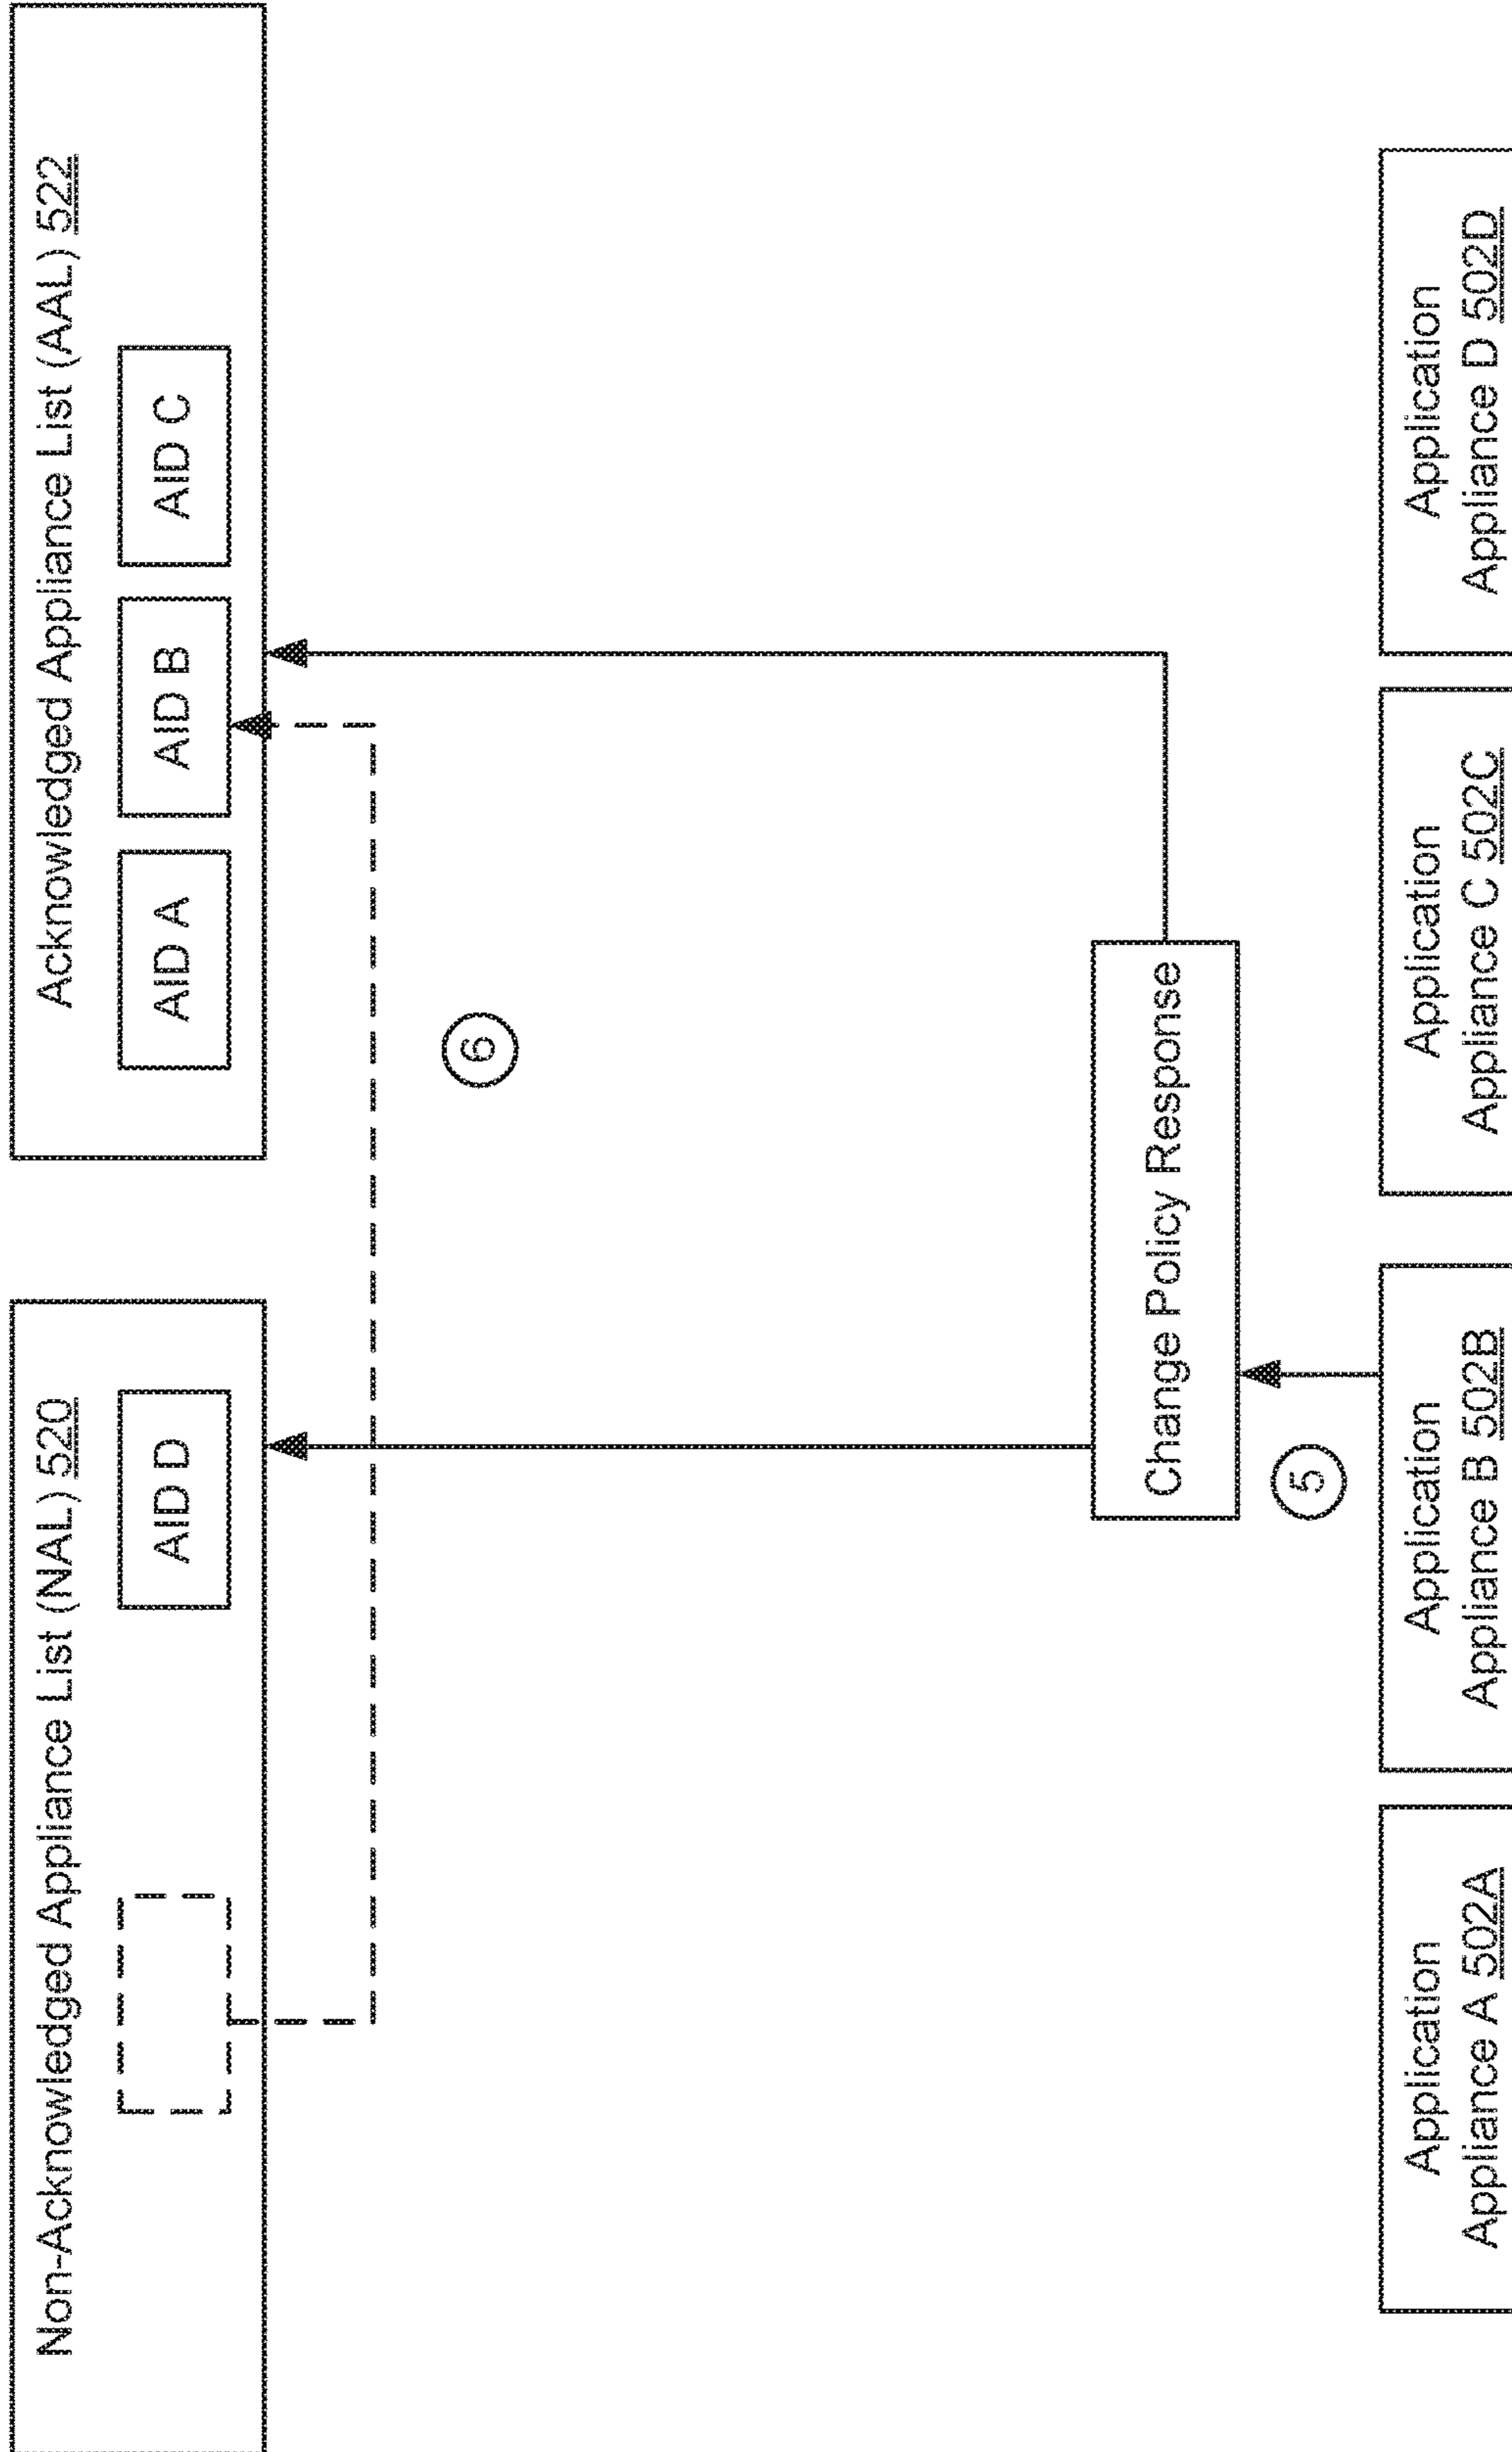 Non-Acknowledged Appliance List (NAL) 520
AID D
Acknowledged Appliance List (AAL) 522
AID A
AID B
AID C
6
Change Policy Response
5
Application
Appliance A 502A
Application
Appliance B 502B
Application
Appliance C 502C
Application
Appliance D 502D